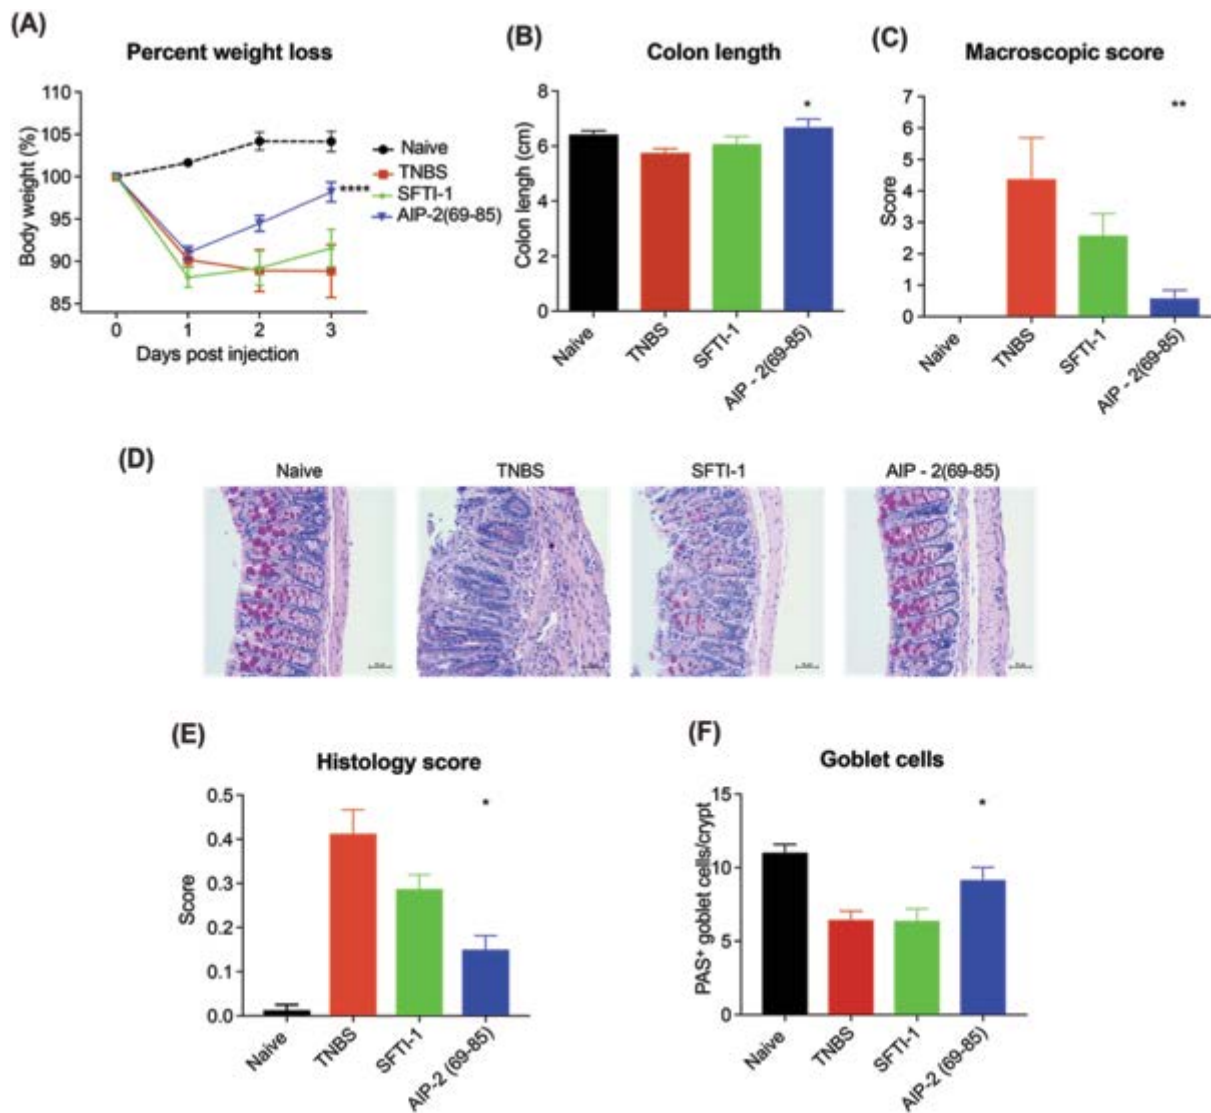 (A)
Percent weight loss
110
105
100
95
90
85
Body weight (%)
0 1 2 3
Days post injection
Naive
TNBS
SFTI-1
AIP-2(69-85)
****
(B)
Colon length
8
6
4
2
0
Colon lengh (cm)
*
Naive
TNBS
SFTI-1
AIP - 2(69-85)
(C)
Macroscopic score
7
6
5
4
3
2
1
0
Score
**
Naive
TNBS
SFTI-1
AIP - 2(69-85)
(D)
Naive
TNBS
SFTI-1
AIP - 2(69-85)
(E)
Histology score
0.5
0.4
0.3
0.2
0.1
0.0
Score
*
Naive
TNBS
SFTI-1
AIP-2 (69-85)
(F)
Goblet cells
15
10
5
0
PAS⁺ goblet cells/crypt
*
Naive
TNBS
SFTI-1
AIP-2 (69-85)